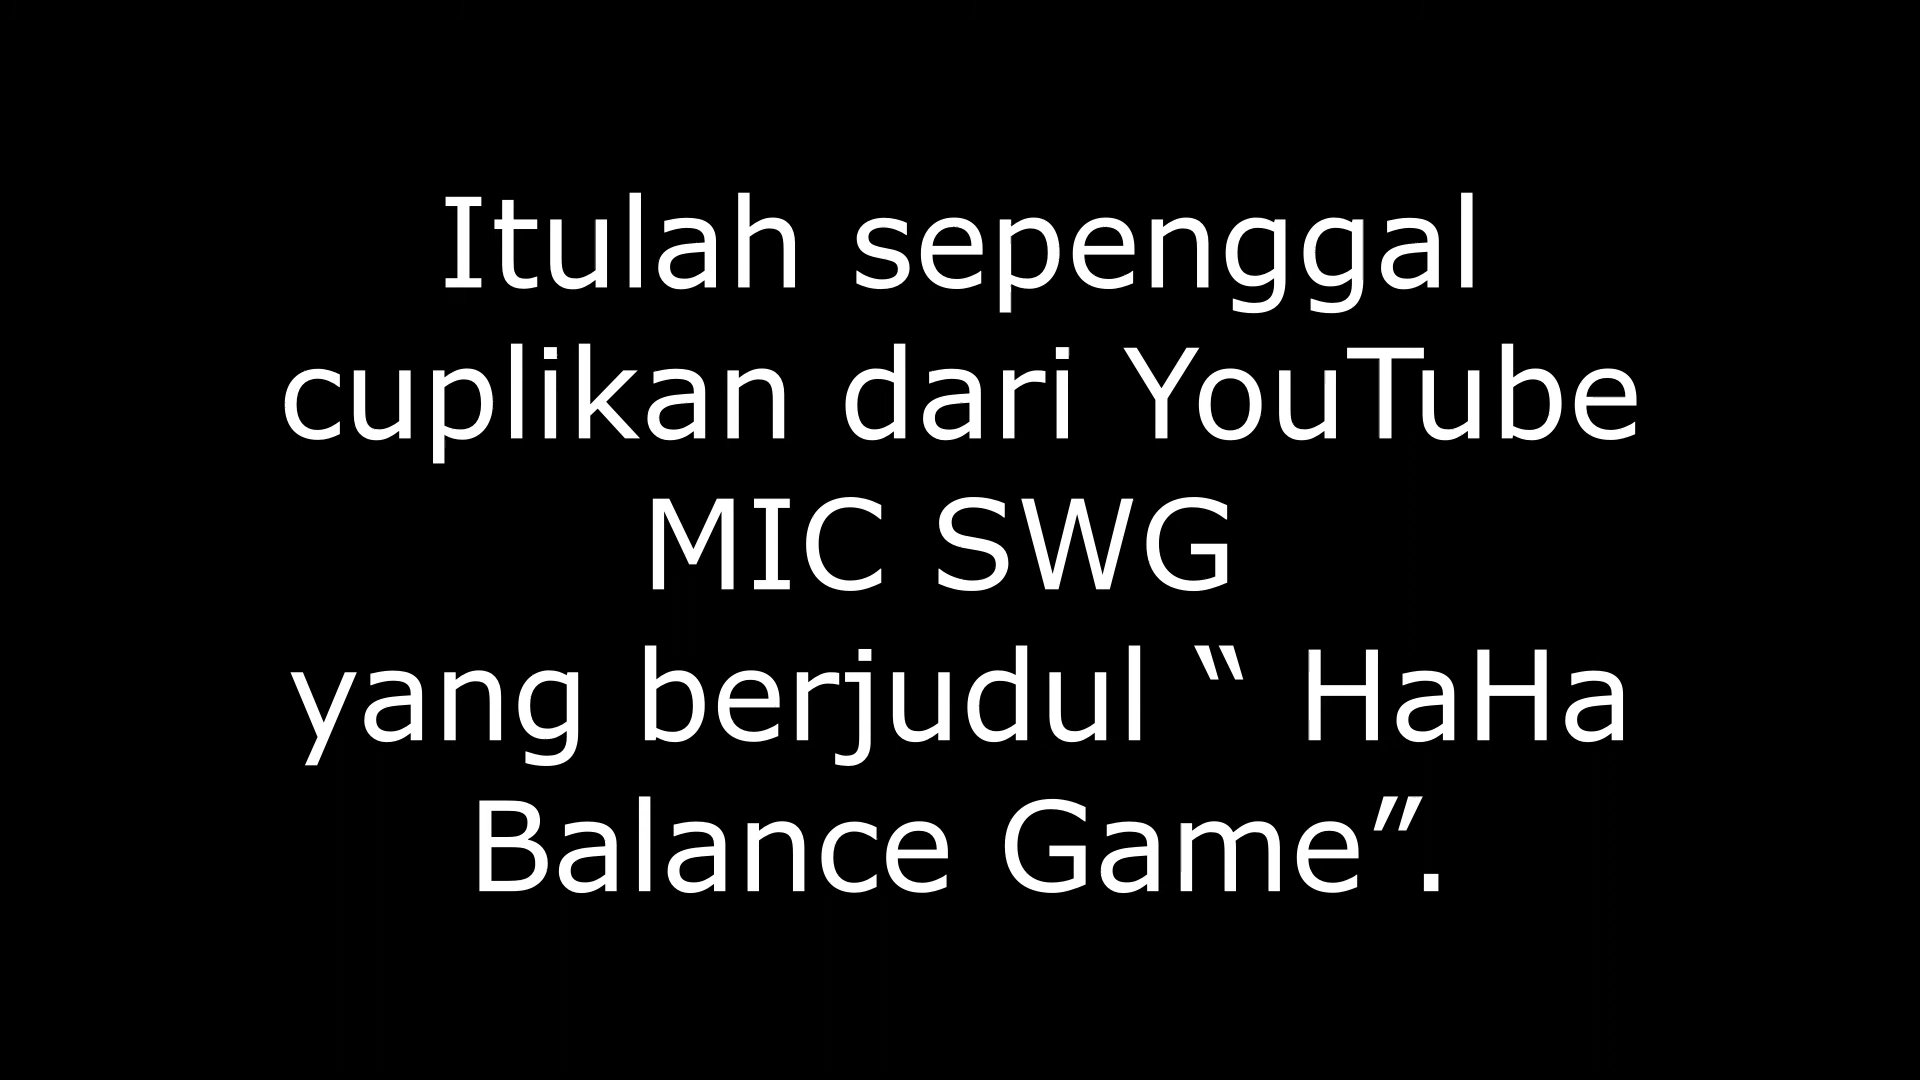 Itulah sepenggal
cuplikan dari YouTube
MIC SWG
yang berjudul “ HaHa
Balance Game”.